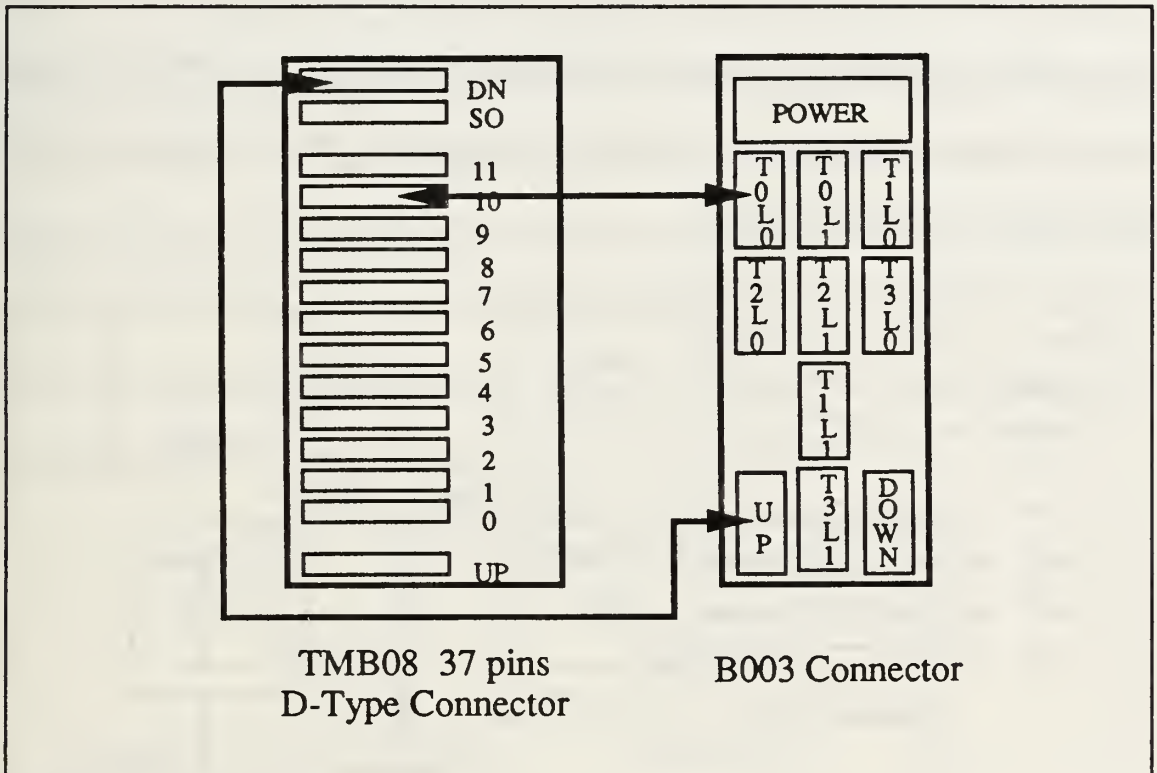 DN
SO
11
10
9
8
7
6
5
4
3
2
1
0
UP
TMB08 37 pins
D-Type Connector
POWER
T0L0
T0L1
T1L0
T2L0
T2L1
T3L0
T1L1
UP
T3L1
DOWN
B003 Connector